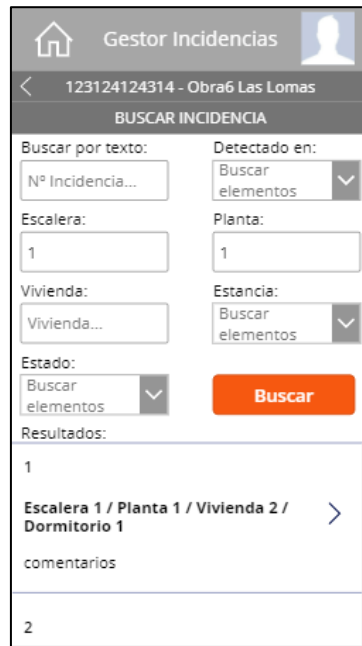 Gestor Incidencias
123124124314 - Obra6 Las Lomas
BUSCAR INCIDENCIA
Buscar por texto:
Nº Incidencia...
Detectado en:
Buscar
elementos
Escalera:
1
Planta:
1
Vivienda:
Vivienda...
Estancia:
Buscar
elementos
Estado:
Buscar
elementos
Buscar
Resultados:
1
Escalera 1 / Planta 1 / Vivienda 2 /
Dormitorio 1
comentarios
2